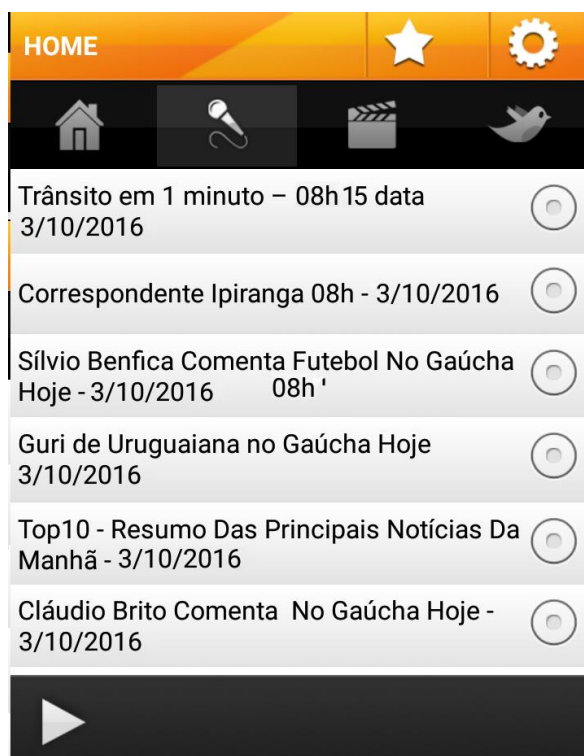 HOME
Trânsito em 1 minuto – 08h15 data
3/10/2016
Correspondente Ipiranga 08h - 3/10/2016
Sílvio Benfica Comenta Futebol No Gaúcha
Hoje - 3/10/2016 08h '
Guri de Uruguaiana no Gaúcha Hoje
3/10/2016
Top10 - Resumo Das Principais Notícias Da
Manhã - 3/10/2016
Cláudio Brito Comenta No Gaúcha Hoje -
3/10/2016